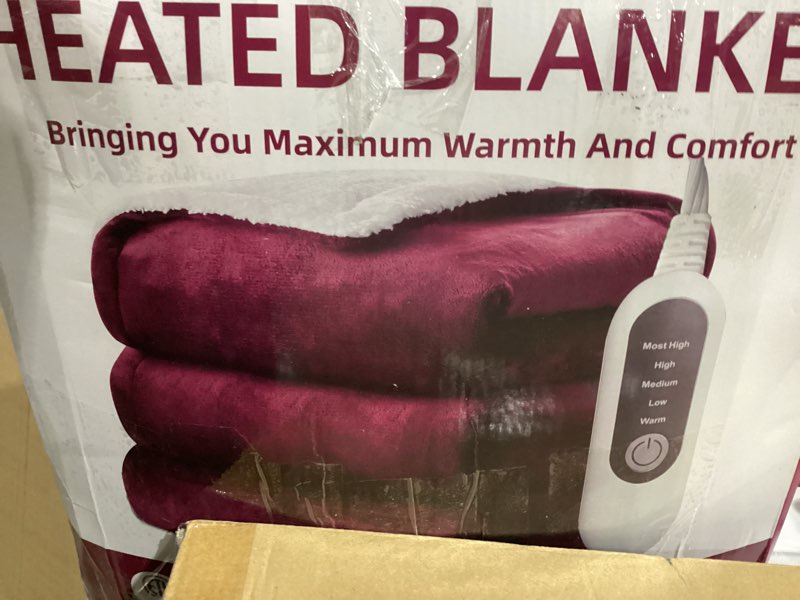 HEATED BLANKE
Bringing You Maximum Warmth And Comfort
Most High
High
Medium
Low
Warm